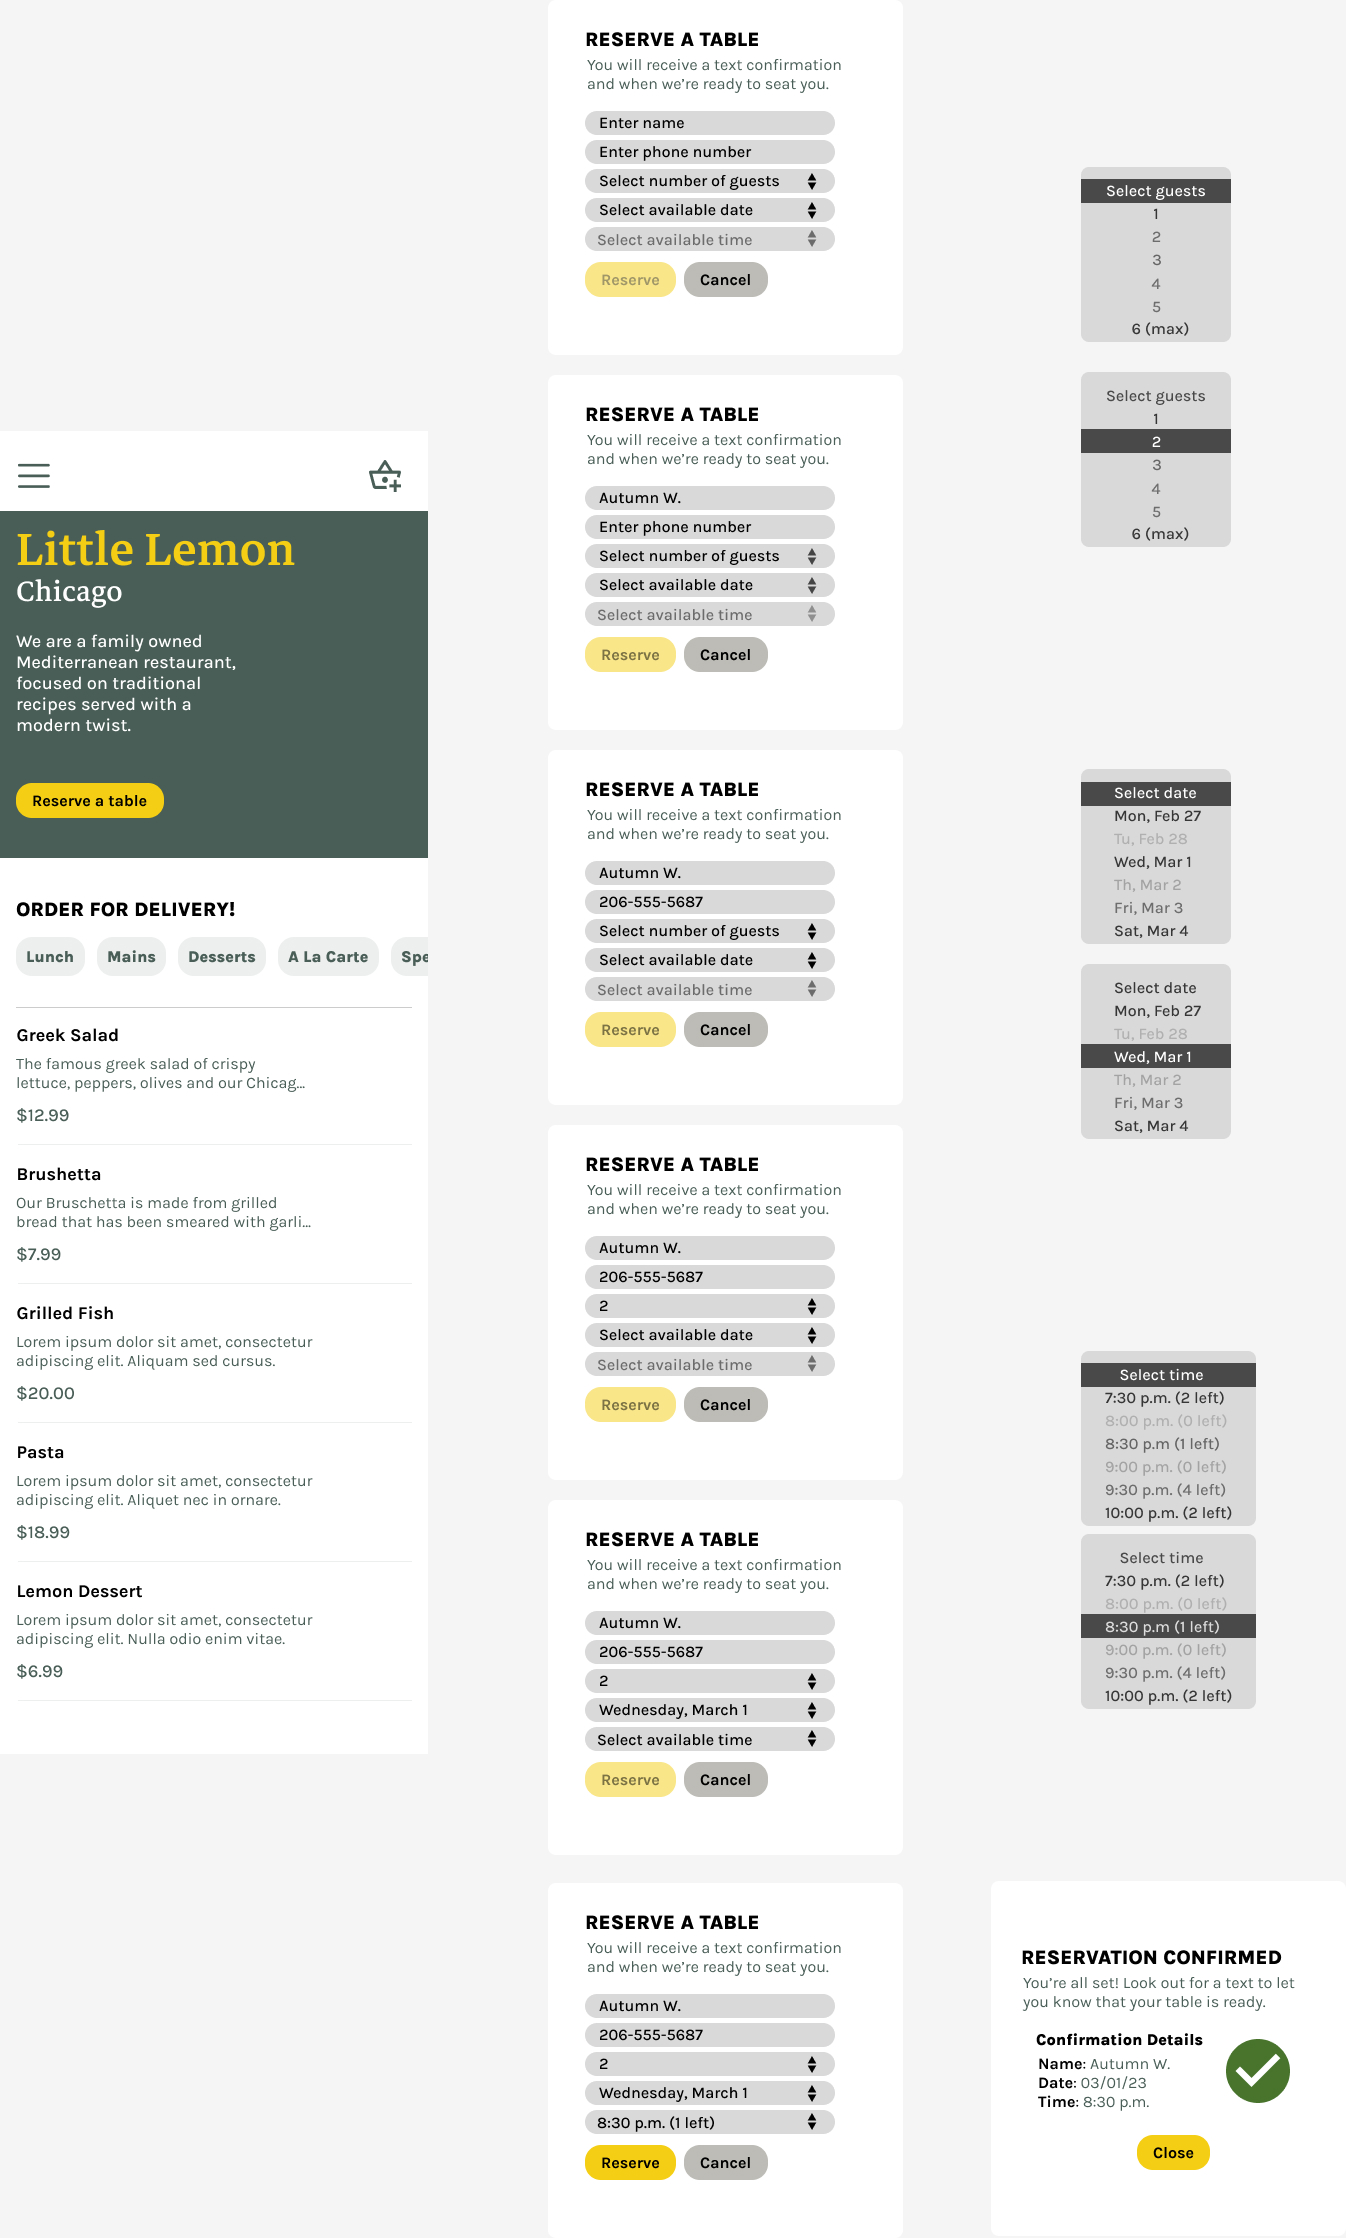 Little Lemon
Chicago
We are a family owned
Mediterranean restaurant,
focused on traditional
recipes served with a
modern twist.
Reserve a table
ORDER FOR DELIVERY!
Lunch Mains Desserts A La Carte Spe
Greek Salad
The famous greek salad of crispy
lettuce, peppers, olives and our Chicag...
$12.99
Brushetta
Our Bruschetta is made from grilled
bread that has been smeared with garli...
$7.99
Grilled Fish
Lorem ipsum dolor sit amet, consectetur
adipiscing elit. Aliquam sed cursus.
$20.00
Pasta
Lorem ipsum dolor sit amet, consectetur
adipiscing elit. Aliquet nec in ornare.
$18.99
Lemon Dessert
Lorem ipsum dolor sit amet, consectetur
adipiscing elit. Nulla odio enim vitae.
$6.99
RESERVE A TABLE
You will receive a text confirmation
and when we're ready to seat you.
Enter name
Enter phone number
Select number of guests
Select available date
Select available time
Reserve Cancel
RESERVE A TABLE
You will receive a text confirmation
and when we're ready to seat you.
Autumn W.
Enter phone number
Select number of guests
Select available date
Select available time
Reserve Cancel
RESERVE A TABLE
You will receive a text confirmation
and when we're ready to seat you.
Autumn W.
206-555-5687
Select number of guests
Select available date
Select available time
Reserve Cancel
RESERVE A TABLE
You will receive a text confirmation
and when we're ready to seat you.
Autumn W.
206-555-5687
2
Select available date
Select available time
Reserve Cancel
RESERVE A TABLE
You will receive a text confirmation
and when we're ready to seat you.
Autumn W.
206-555-5687
2
Wednesday, March 1
Select available time
Reserve Cancel
RESERVE A TABLE
You will receive a text confirmation
and when we're ready to seat you.
Autumn W.
206-555-5687
2
Wednesday, March 1
8:30 p.m. (1 left)
Reserve Cancel
Select guests
1
2
3
4
5
6 (max)
Select guests
1
2
3
4
5
6 (max)
Select date
Mon, Feb 27
Tu, Feb 28
Wed, Mar 1
Th, Mar 2
Fri, Mar 3
Sat, Mar 4
Select date
Mon, Feb 27
Tu, Feb 28
Wed, Mar 1
Th, Mar 2
Fri, Mar 3
Sat, Mar 4
Select time
7:30 p.m. (2 left)
8:00 p.m. (0 left)
8:30 p.m (1 left)
9:00 p.m. (0 left)
9:30 p.m. (4 left)
10:00 p.m. (2 left)
Select time
7:30 p.m. (2 left)
8:00 p.m. (0 left)
8:30 p.m (1 left)
9:00 p.m. (0 left)
9:30 p.m. (4 left)
10:00 p.m. (2 left)
RESERVATION CONFIRMED
You're all set! Look out for a text to let
you know that your table is ready.
Confirmation Details
Name: Autumn W.
Date: 03/01/23
Time: 8:30 p.m.
Close